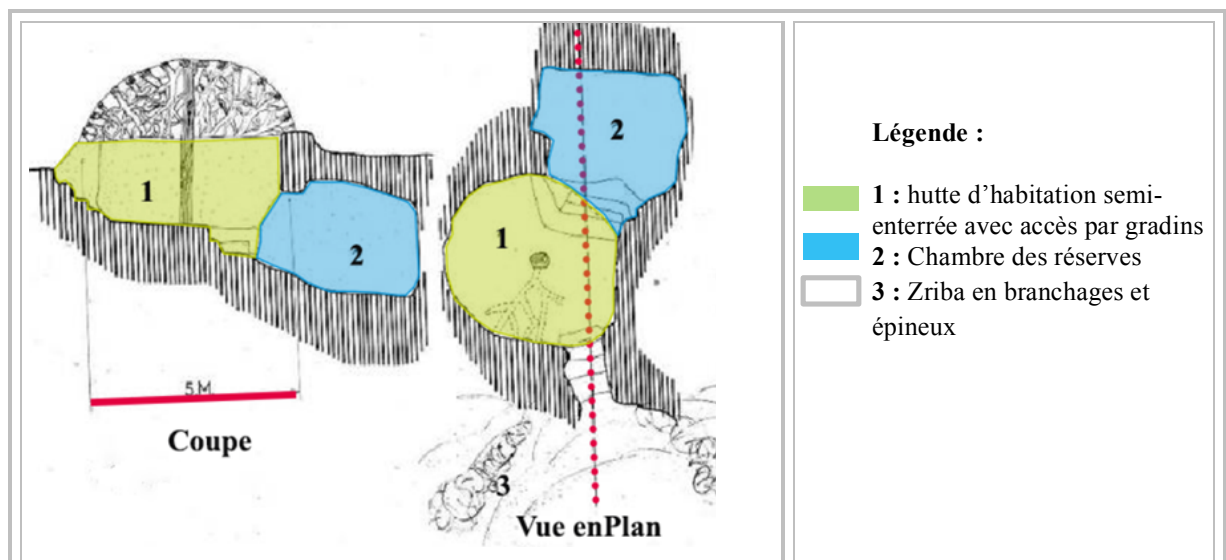 1
2
5 M.
Coupe
2
1
3
Vue enPlan
Légende :
1 : hutte d'habitation semi-
enterrée avec accès par gradins
2 : Chambre des réserves
3 : Zriba en branchages et
épineux